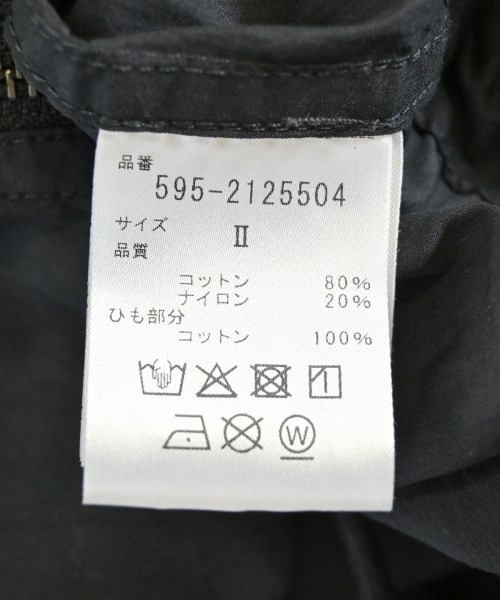 品番
595-2125504
サイズ Ⅱ
品質
コットン 80%
ナイロン 20%
ひも部分
コットン 100%
W